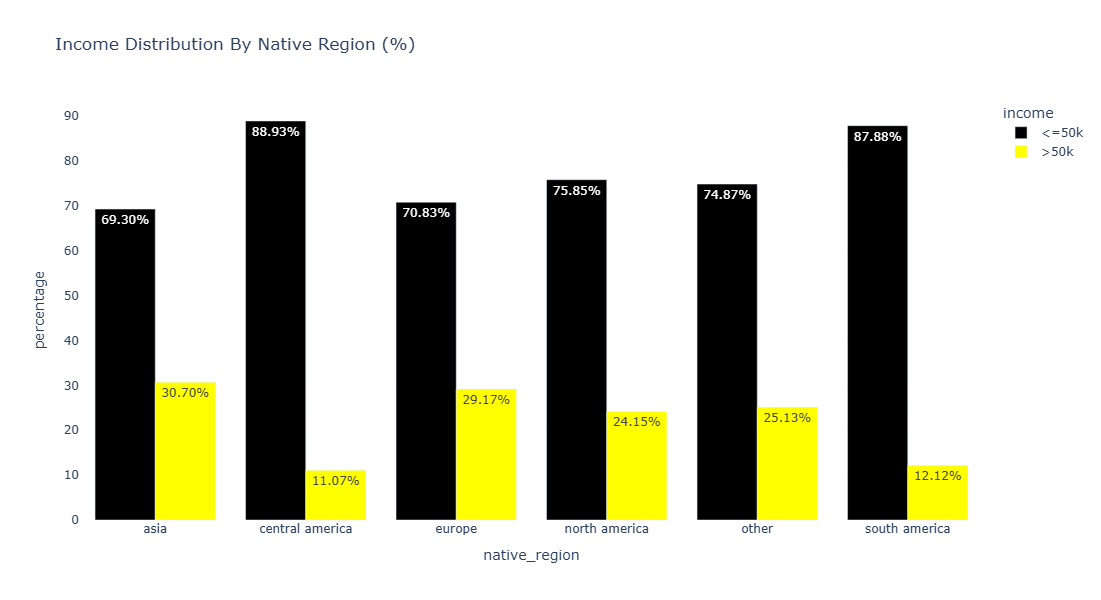 Income Distribution By Native Region (%)
income
<=50k
>50k
percentage
90
80
70
60
50
40
30
20
10
0
69.30%
30.70%
88.93%
11.07%
70.83%
29.17%
75.85%
24.15%
74.87%
25.13%
87.88%
12.12%
asia
central america
europe
north america
other
south america
native_region